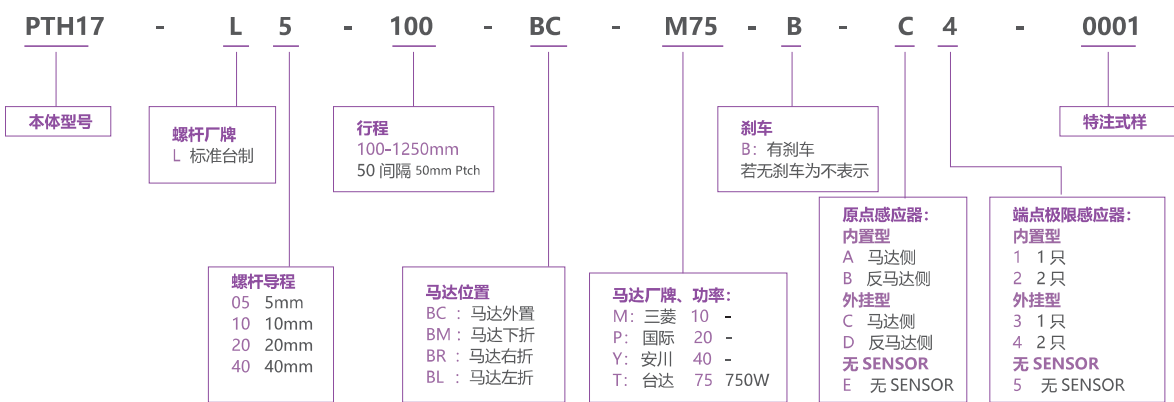 PTH17 - L 5 - 100 - BC - M75 - B - C 4 - 0001
本体型号
螺杆厂牌
L 标准台制
行程
100-1250mm
50 间隔 50mm Ptch
刹车
B：有刹车
若无刹车为不表示
特注式样
螺杆导程
05 5mm
10 10mm
20 20mm
40 40mm
马达位置
BC ：马达外置
BM：马达下折
BR ：马达右折
BL ：马达左折
马达厂牌、功率：
M：三菱 10 -
P：国际 20 -
Y：安川 40 -
T：台达 75 750W
原点感应器：
内置型
A 马达侧
B 反马达侧
外挂型
C 马达侧
D 反马达侧
无 SENSOR
E 无 SENSOR
端点极限感应器：
内置型
1 1 只
2 2 只
外挂型
3 1 只
4 2 只
无 SENSOR
5 无 SENSOR